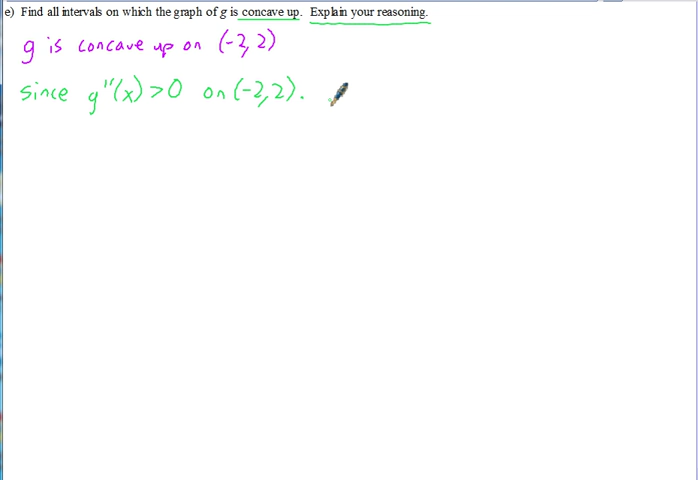 e) Find all intervals on which the graph of g is concave up. Explain your reasoning.
g is concave up on (-2, 2)
since g''(x) > 0 on (-2, 2).